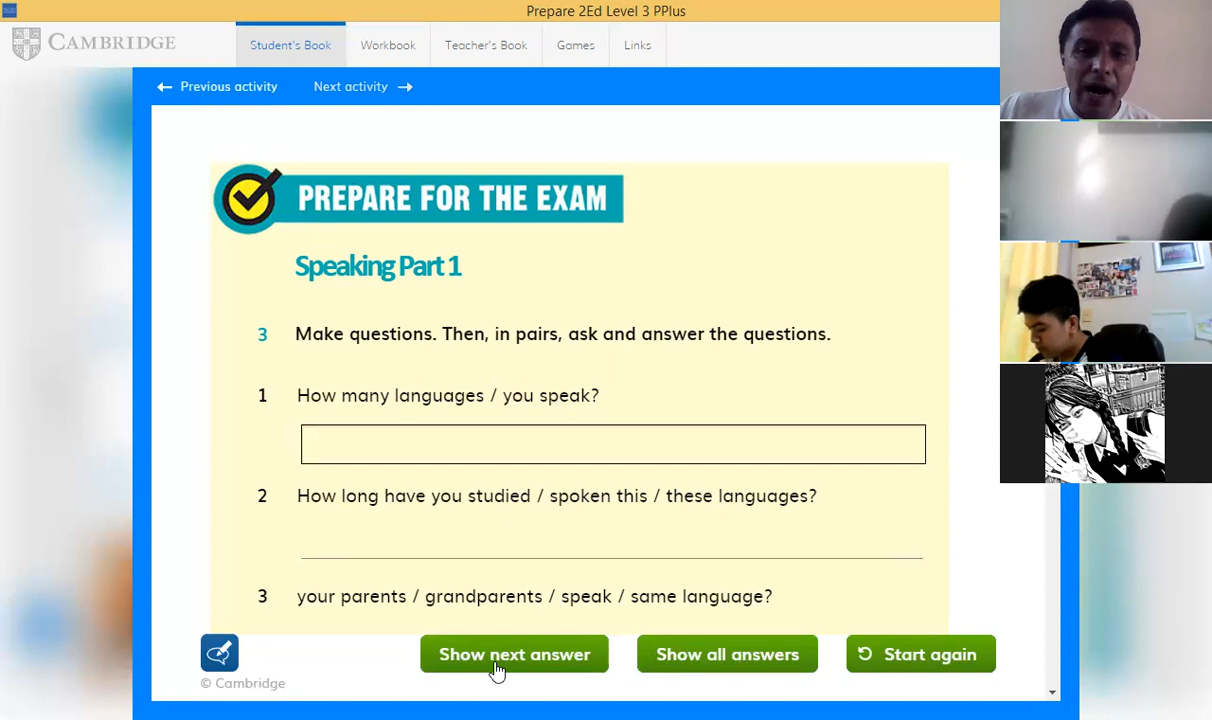 Prepare 2Ed Level 3 PPlus
CAMBRIDGE
Student's Book
Workbook
Teacher's Book
Games
Links
Previous activity
Next activity
PREPARE FOR THE EXAM
Speaking Part 1
3 Make questions. Then, in pairs, ask and answer the questions.
1 How many languages / you speak?
2 How long have you studied / spoken this / these languages?
3 your parents / grandparents / speak / same language?
Show next answer
Show all answers
Start again
© Cambridge